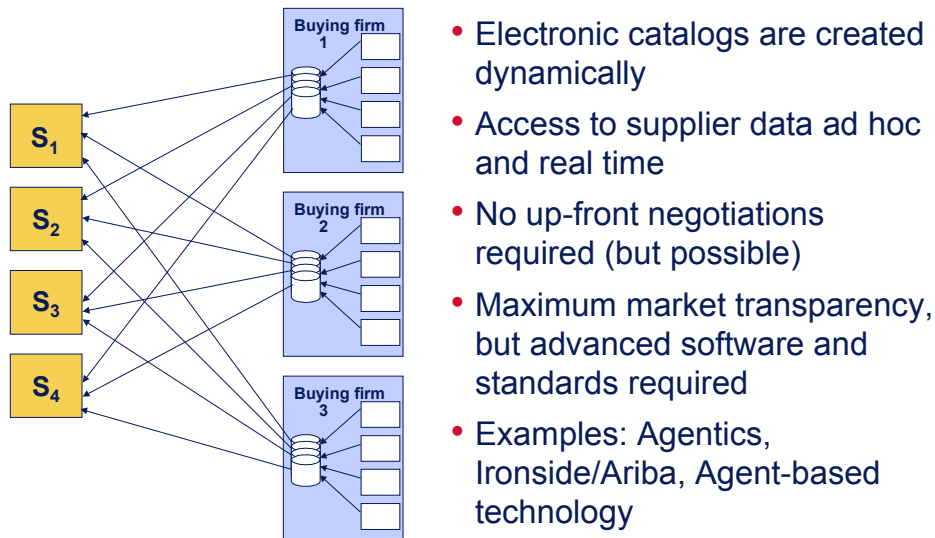 Buying firm
1
S1
S2
S3
S4
Buying firm
2
Buying firm
3
• Electronic catalogs are created
dynamically
• Access to supplier data ad hoc
and real time
• No up-front negotiations
required (but possible)
• Maximum market transparency,
but advanced software and
standards required
• Examples: Agentics,
Ironside/Ariba, Agent-based
technology